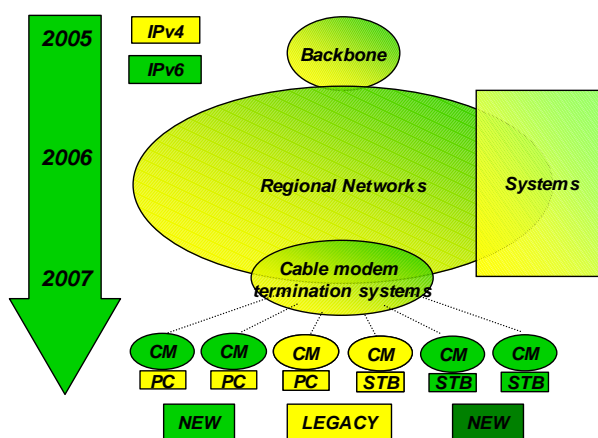 2005
IPv4
IPv6
Backbone
2006
Regional Networks
Systems
2007
Cable modem
termination systems
CM CM CM CM CM CM
PC PC PC STB STB STB
NEW LEGACY NEW